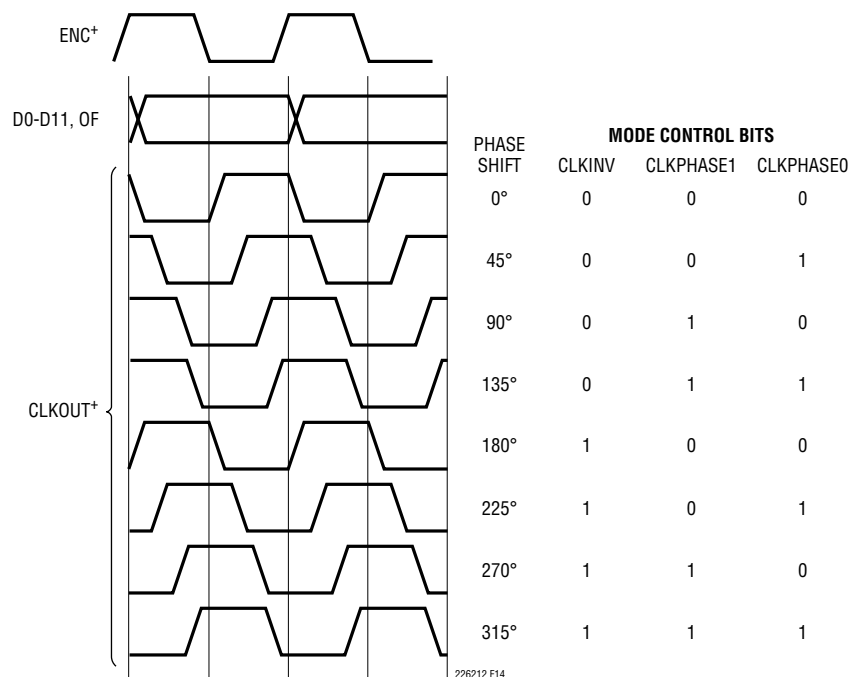 ENC+
D0-D11, OF
PHASE SHIFT
MODE CONTROL BITS
CLKINV CLKPHASE1 CLKPHASE0
0° 0 0 0
45° 0 0 1
90° 0 1 0
135° 0 1 1
CLKOUT+
180° 1 0 0
225° 1 0 1
270° 1 1 0
315° 1 1 1
226212 F14